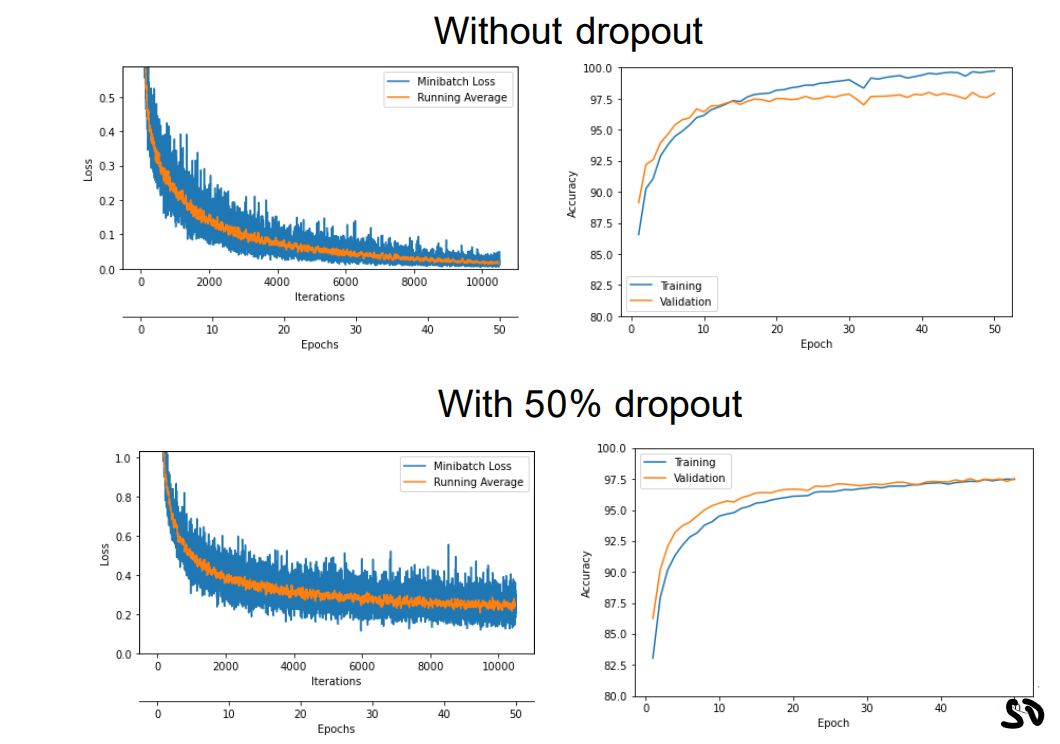 Without dropout
Minibatch Loss
Running Average
Loss
0.5
0.4
0.3
0.2
0.1
0.0
0 2000 4000 6000 8000 10000
Iterations
0 10 20 30 40 50
Epochs
100.0
97.5
95.0
92.5
90.0
87.5
85.0
82.5
80.0
Accuracy
Training
Validation
0 10 20 30 40 50
Epoch
With 50% dropout
Minibatch Loss
Running Average
Loss
1.0
0.8
0.6
0.4
0.2
0.0
0 2000 4000 6000 8000 10000
Iterations
0 10 20 30 40 50
Epochs
100.0
97.5
95.0
92.5
90.0
87.5
85.0
82.5
80.0
Accuracy
Training
Validation
0 10 20 30 40
Epoch